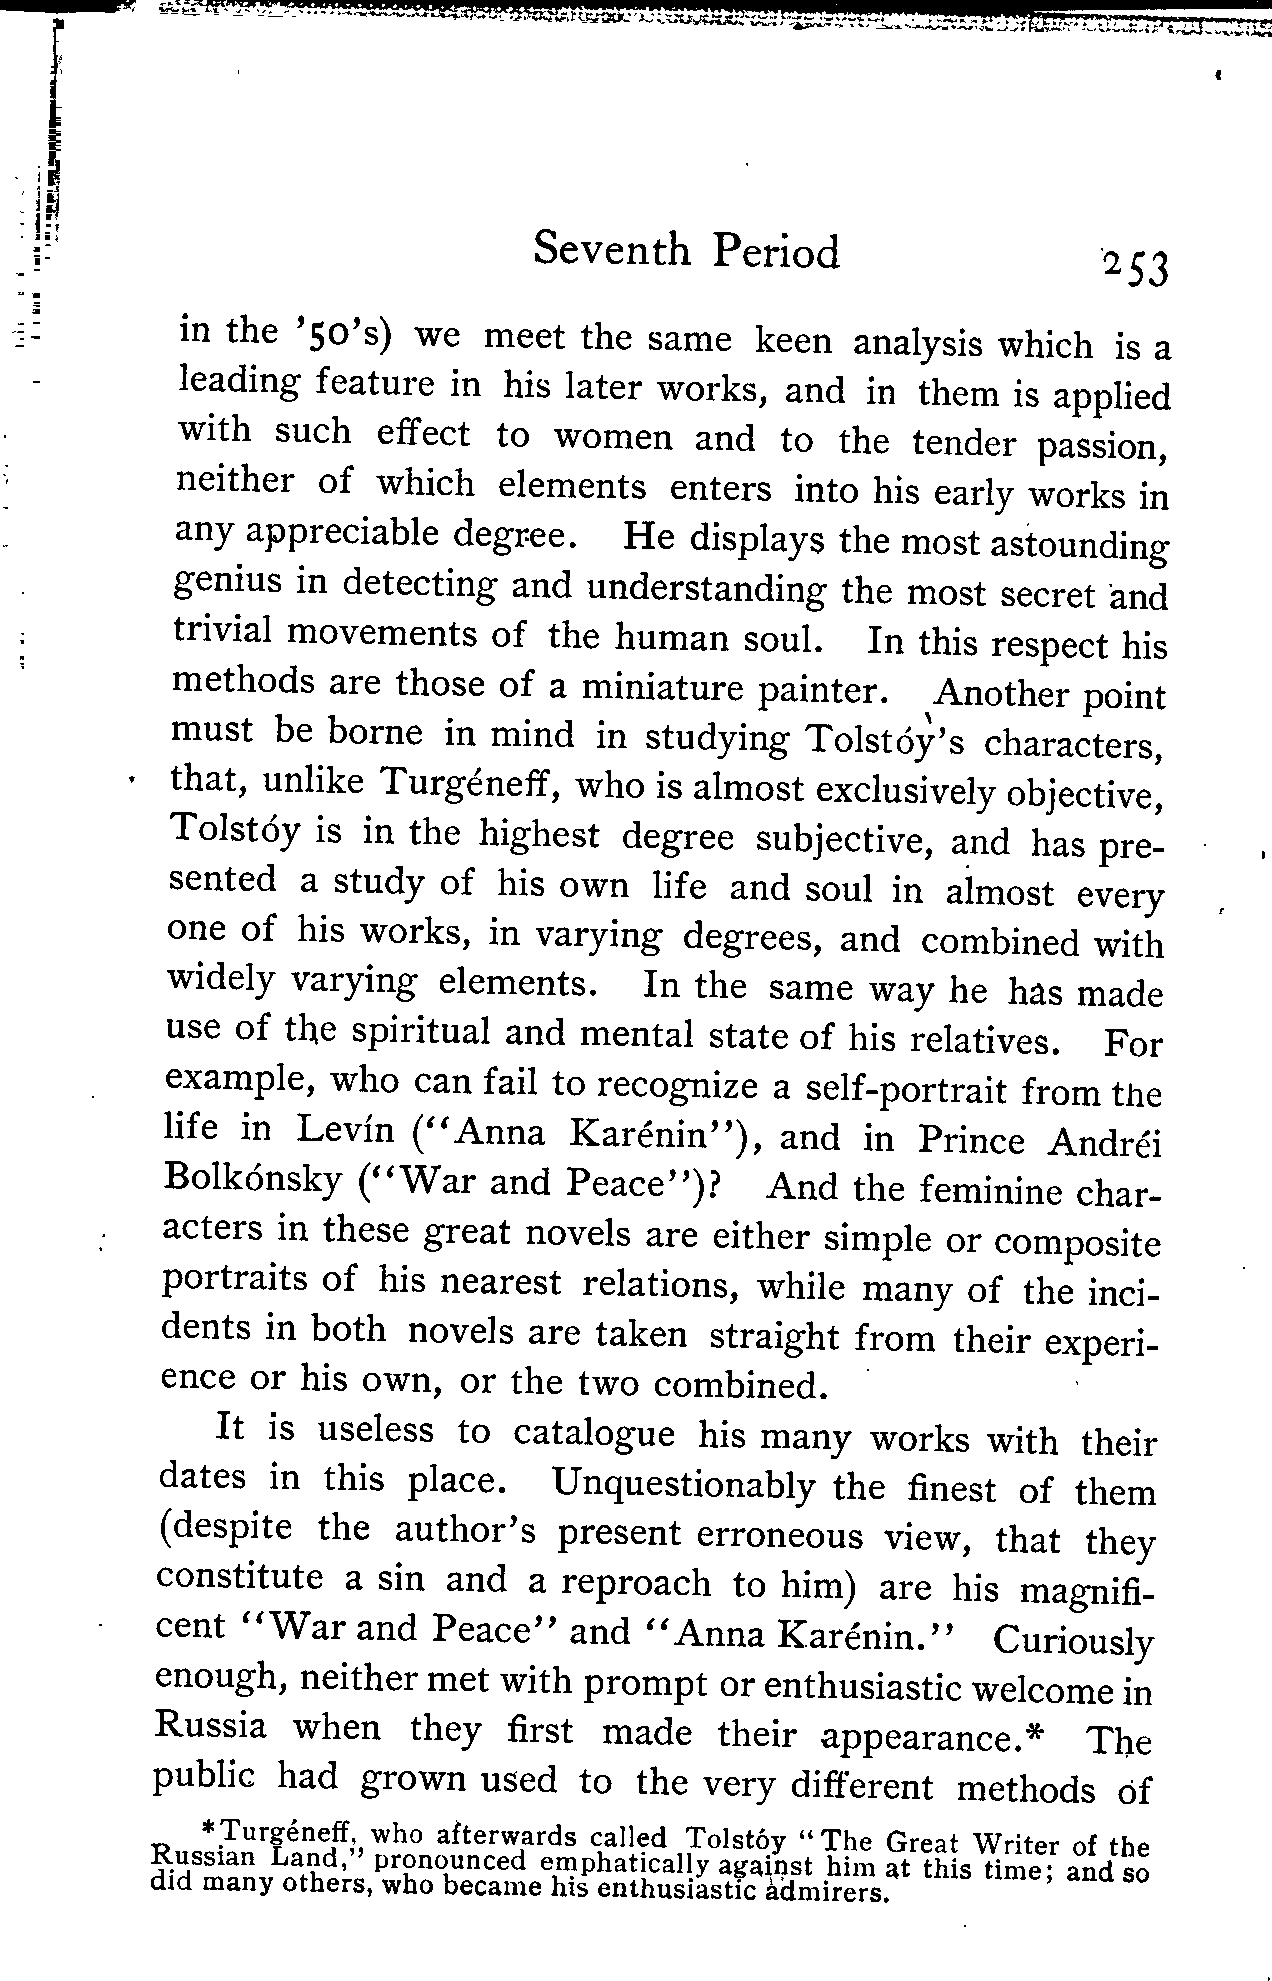 Seventh Period 253
in the ’50’s) we meet the same keen analysis which is a
leading feature in his later works, and in them is applied
with such effect to women and to the tender passion,
neither of which elements enters into his early works in
any appreciable degree. He displays the most astounding
genius in detecting and understanding the most secret and
trivial movements of the human soul. In this respect his
methods are those of a miniature painter. Another point
must be borne in mind in studying Tolstóy’s characters,
that, unlike Turgéneff, who is almost exclusively objective,
Tolstóy is in the highest degree subjective, and has pre-
sented a study of his own life and soul in almost every
one of his works, in varying degrees, and combined with
widely varying elements. In the same way he has made
use of the spiritual and mental state of his relatives. For
example, who can fail to recognize a self-portrait from the
life in Levín (“Anna Karénin”), and in Prince Andréi
Bolkónsky (“War and Peace”)? And the feminine char-
acters in these great novels are either simple or composite
portraits of his nearest relations, while many of the inci-
dents in both novels are taken straight from their experi-
ence or his own, or the two combined.
It is useless to catalogue his many works with their
dates in this place. Unquestionably the finest of them
(despite the author’s present erroneous view, that they
constitute a sin and a reproach to him) are his magnifi-
cent “War and Peace” and “Anna Karénin.” Curiously
enough, neither met with prompt or enthusiastic welcome in
Russia when they first made their appearance.* The
public had grown used to the very different methods of
*Turgéneff, who afterwards called Tolstóy “The Great Writer of the
Russian Land,” pronounced emphatically against him at this time; and so
did many others, who became his enthusiastic admirers.